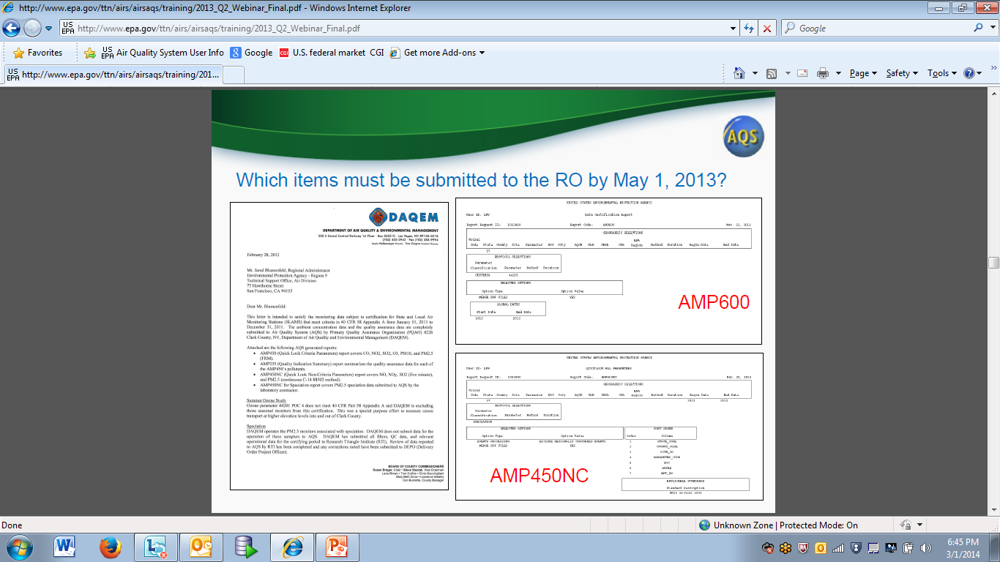 http://www.epa.gov/ttn/airs/airsaqs/training/2013_Q2_Webinar_Final.pdf - Windows Internet Explorer
US EPA http://www.epa.gov/ttn/airs/airsaqs/training/2013_Q2_Webinar_Final.pdf Google
Favorites US EPA Air Quality System User Info Google CGI U.S. federal market CGI Get more Add-ons
US EPA http://www.epa.gov/ttn/airs/airsaqs/training/201... Page Safety Tools
AQS
Which items must be submitted to the RO by May 1, 2013?
DAQEM
DEPARTMENT OF AIR QUALITY & ENVIRONMENTAL MANAGEMENT
500 S Grand Central Parkway 1st Floor · Box 555210 · Las Vegas, NV 89155-5210
(702) 455-5942 · Fax (702) 383-9994
February 28, 2012
Mr. Jared Blumenfeld, Regional Administrator
Environmental Protection Agency - Region 9
Technical Support Office, Air Division
75 Hawthorne Street
San Francisco, CA 94105
Dear Mr. Blumenfeld:
This letter is intended to satisfy the monitoring data subject to certification for State and Local Air
Monitoring Stations (SLAMS) that meet criteria in 40 CFR 58 Appendix A from January 01, 2011 to
December 31, 2011. The ambient concentration data and the quality assurance data are completely
submitted to Air Quality System (AQS) by Primary Quality Assurance Organization (PQAO) 0226
Clark County, NV, Department of Air Quality and Environmental Management (DAQEM).
Attached are the following AQS generated reports:
• AMP450 (Quick Look Criteria Parameters) report covers CO, NO2, SO2, O3, PM10, and PM2.5
(FRM).
• AMP255 (Quality Indication Summary) report summarizes the quality assurance data for each of
the AMP450's pollutants.
• AMP450NC (Quick Look Non-Criteria Parameters) report covers NO, NOy, SO2 (five minute),
and PM2.5 (continuous C-14 88502 method).
• AMP450NC for Speciation report covers PM2.5 speciation data submitted to AQS by the
laboratory contractor.
Summer Ozone Study
Ozone parameter 44201 POC 4 does not meet 40 CFR Part 58 Appendix A and DAQEM is excluding
those seasonal monitors from this certification. This was a special purpose effort to measure ozone
transport at higher elevation levels into and out of Clark County.
Speciation
DAQEM operates the PM2.5 monitors associated with speciation. DAQEM does not submit data for the
operation of these samplers to AQS. DAQEM has submitted all filters, QC data, and relevant
operational data for the certifying period to Research Triangle Institute (RTI). Review of data reported
to AQS by RTI has been completed and any corrections noted have been submitted to DEPO (Delivery
Order Project Officer).
BOARD OF COUNTY COMMISSIONERS
Susan Brager, Chair • Steve Sisolak, Vice-Chairman
Larry Brown • Tom Collins • Chris Giunchigliani
Mary Beth Scow • Lawrence Weekly
Don Burnette, County Manager
UNITED STATES ENVIRONMENTAL PROTECTION AGENCY
User ID: Data Certification Report
Report Request ID: Report Code: AMP600 Mar. 2013
GEOGRAPHIC SELECTIONS
Tribal EPA
Code State County Site Parameter POC City AQCR UAR CBSA CSA Region Method Duration Begin Date End Date
37
PROTOCOL SELECTIONS
Parameter
Classification Parameter Method Duration
CRITERIA 44201
SELECTED OPTIONS
Option Type Option Value
MERGE PDF FILES YES
GLOBAL DATES
Start Date End Date
2012 2012
AMP600
UNITED STATES ENVIRONMENTAL PROTECTION AGENCY
User ID: QUICKLOOK ALL PARAMETERS
Report Request ID: Report Code: AMP450NC Mar. 2013
GEOGRAPHIC SELECTIONS
Tribal EPA
Code State County Site Parameter POC City AQCR UAR CBSA CSA Region Method Duration Begin Date End Date
37 2012 2012
PROTOCOL SELECTIONS
Parameter
Classification Parameter Method Duration
SPECIATION
SELECTED OPTIONS SORT ORDER
Option Type Option Value Order Column
EVENTS PROCESSING EXCLUDE REGIONALLY CONCURRED EVENTS 1 STATE_CODE
MERGE PDF FILES YES 2 COUNTY_CODE
3 SITE_ID
4 PARAMETER_CODE
5 POC
6 DATES
7 EDT_ID
APPLICABLE STANDARDS
Standard Description
PM25 24-hour 2006
AMP450NC
Done Unknown Zone | Protected Mode: On
6:45 PM
3/1/2014